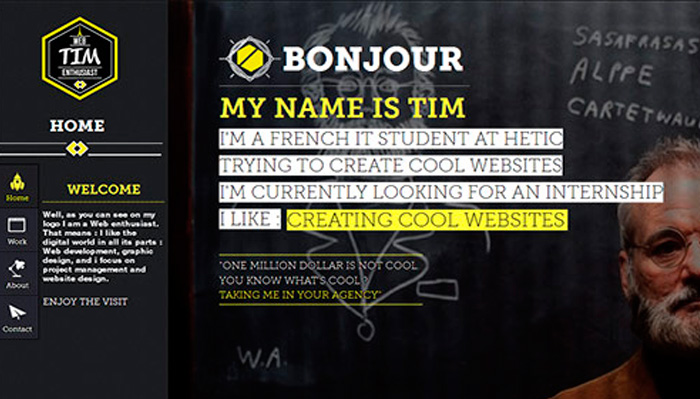 WEB
TIM
ENTHUSIAST
HOME
Home
Work
About
Contact
WELCOME
Well, as you can see on my
logo I am a Web enthusiast.
That means : I like the
digital world in all its parts :
Web development, graphic
design, and i focus on
project management and
website design.
ENJOY THE VISIT
BONJOUR
MY NAME IS TIM
I'M A FRENCH IT STUDENT AT HETIC
TRYING TO CREATE COOL WEBSITES
I'M CURRENTLY LOOKING FOR AN INTERNSHIP
I LIKE : CREATING COOL WEBSITES
"ONE MILLION DOLLAR IS NOT COOL
YOU KNOW WHAT'S COOL ?
TAKING ME IN YOUR AGENCY"
W.A.